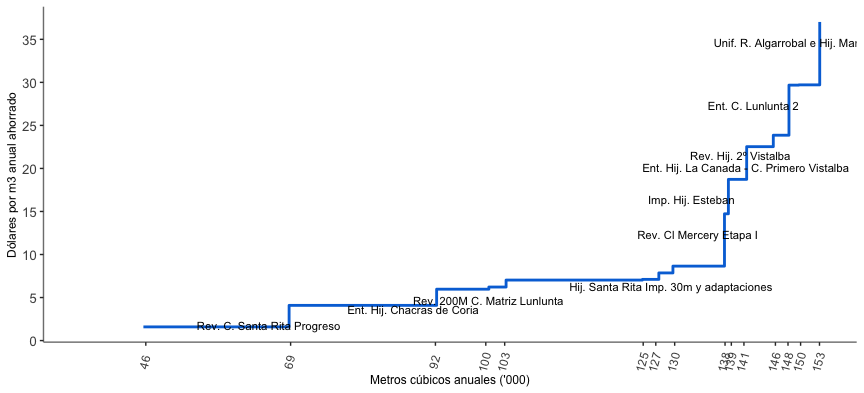 Dólares por m3 anual ahorrado
35
30
25
20
15
10
5
0
Unif. R. Algarrobal e Hij. Mar
Ent. C. Lunlunta 2
Rev. Hij. 2º Vistalba
Ent. Hij. La Canada - C. Primero Vistalba
Imp. Hij. Esteban
Rev. Cl Mercery Etapa I
Hij. Santa Rita Imp. 30m y adaptaciones
Rev. 200M C. Matriz Lunlunta
Ent. Hij. Chacras de Coria
Rev. C. Santa Rita Progreso
46
69
92
100
103
125
127
130
138
139
141
146
148
150
153
Metros cúbicos anuales ('000)